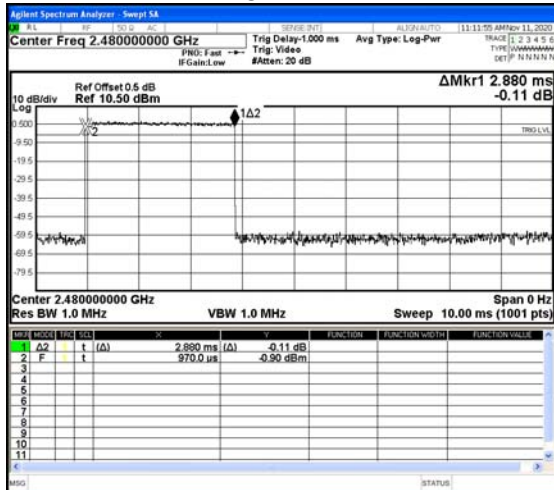 Agilent Spectrum Analyzer - Swept SA
RL RF 50 Ω AC SENSE:INT ALIGNAUTO 11:11:55 AM Nov 11, 2020
Center Freq 2.480000000 GHz
PNO: Fast
IFGain:Low
Trig Delay-1.000 ms
Trig: Video
#Atten: 20 dB
Avg Type: Log-Pwr
TRACE 1 2 3 4 5 6
TYPE
DET P N N N N N
ΔMkr1 2.880 ms
-0.11 dB
Ref Offset 0.5 dB
10 dB/div Ref 10.50 dBm
Log
0.500
-9.50
-19.5
-29.5
-39.5
-49.5
-59.5
-69.5
-79.5
1Δ2
2
TRIG LVL
Center 2.480000000 GHz Span 0 Hz
Res BW 1.0 MHz VBW 1.0 MHz Sweep 10.00 ms (1001 pts)
MKR MODE TRC SCL X Y FUNCTION FUNCTION WIDTH FUNCTION VALUE
1 Δ2 1 t (Δ) 2.880 ms (Δ) -0.11 dB
2 F 1 t 970.0 µs -0.90 dBm
3
4
5
6
7
8
9
10
11
MSG STATUS